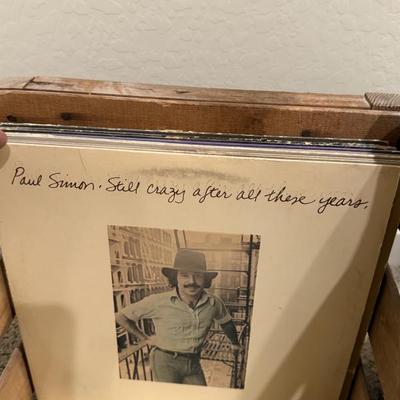 Paul Simon. Still crazy after all these years.